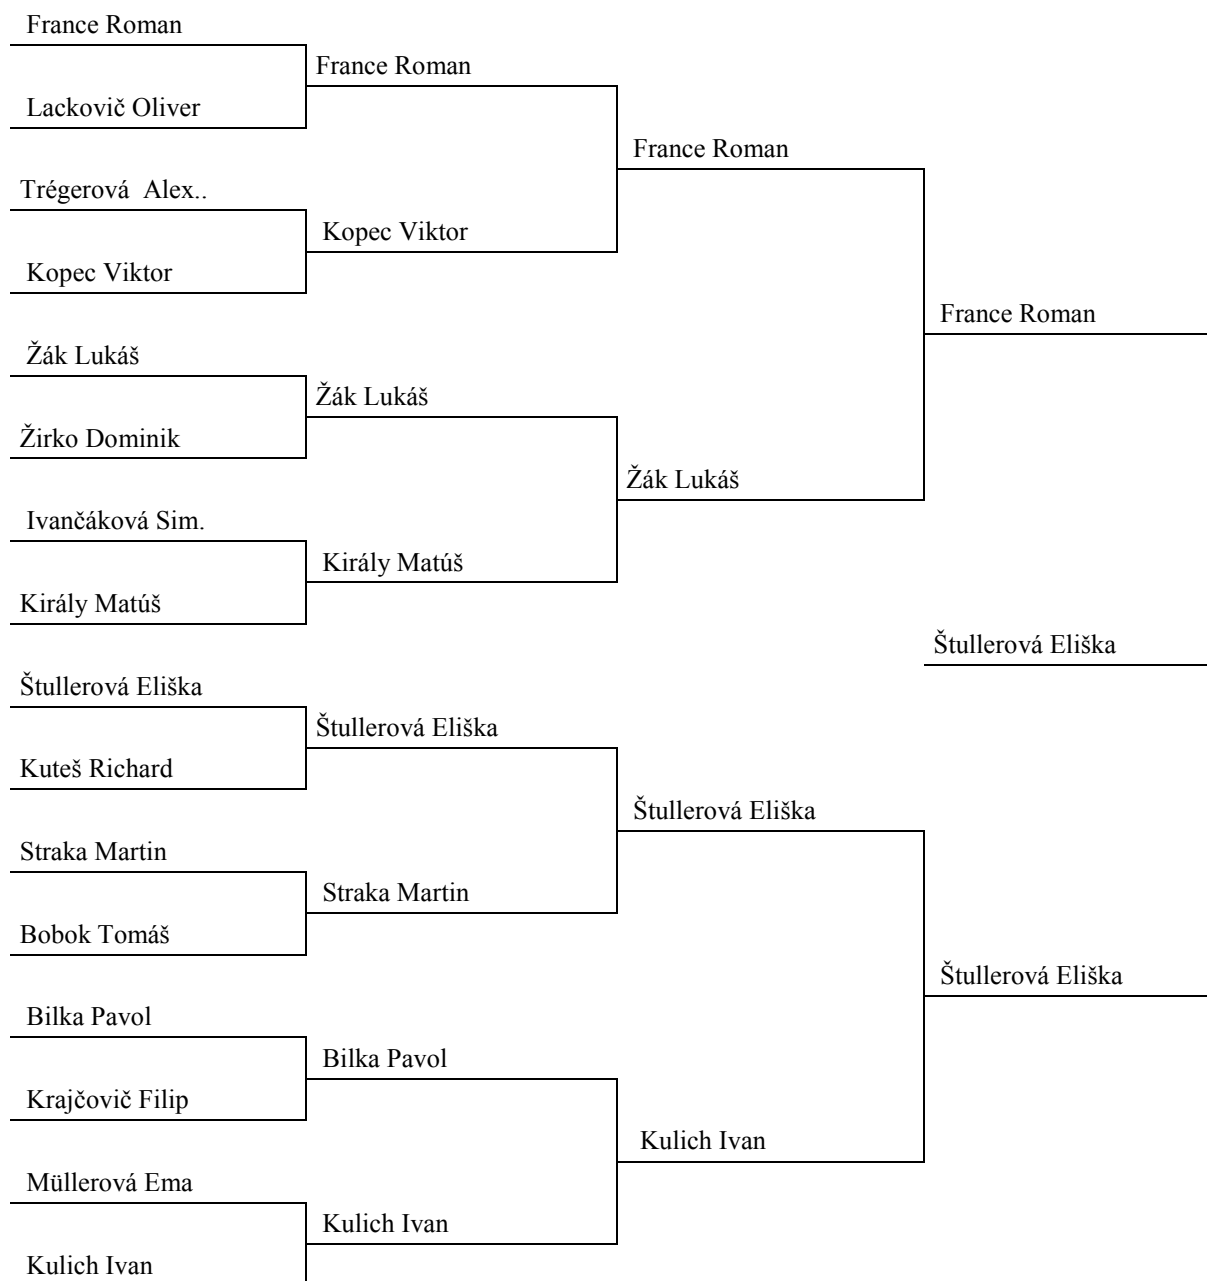 France Roman
France Roman
Lackovič Oliver
France Roman
Trégerová  Alex..
Kopec Viktor
Kopec Viktor
France Roman
Žák Lukáš
Žák Lukáš
Žirko Dominik
Žák Lukáš
Ivančáková Sim.
Király Matúš
Király Matúš
Štullerová Eliška
Štullerová Eliška
Štullerová Eliška
Kuteš Richard
Štullerová Eliška
Straka Martin
Straka Martin
Bobok Tomáš
Štullerová Eliška
Bilka Pavol
Bilka Pavol
Krajčovič Filip
Kulich Ivan
Müllerová Ema
Kulich Ivan
Kulich Ivan